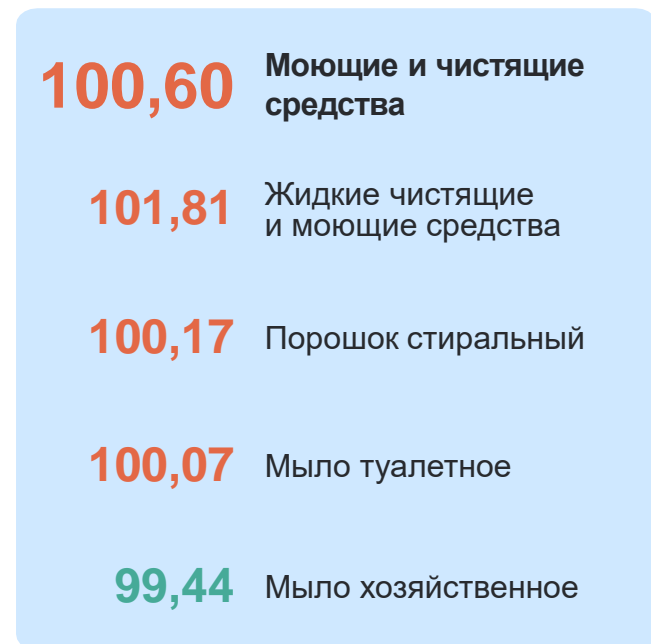 100,60 Моющие и чистящие
средства
101,81 Жидкие чистящие
и моющие средства
100,17 Порошок стиральный
100,07 Мыло туалетное
99,44 Мыло хозяйственное